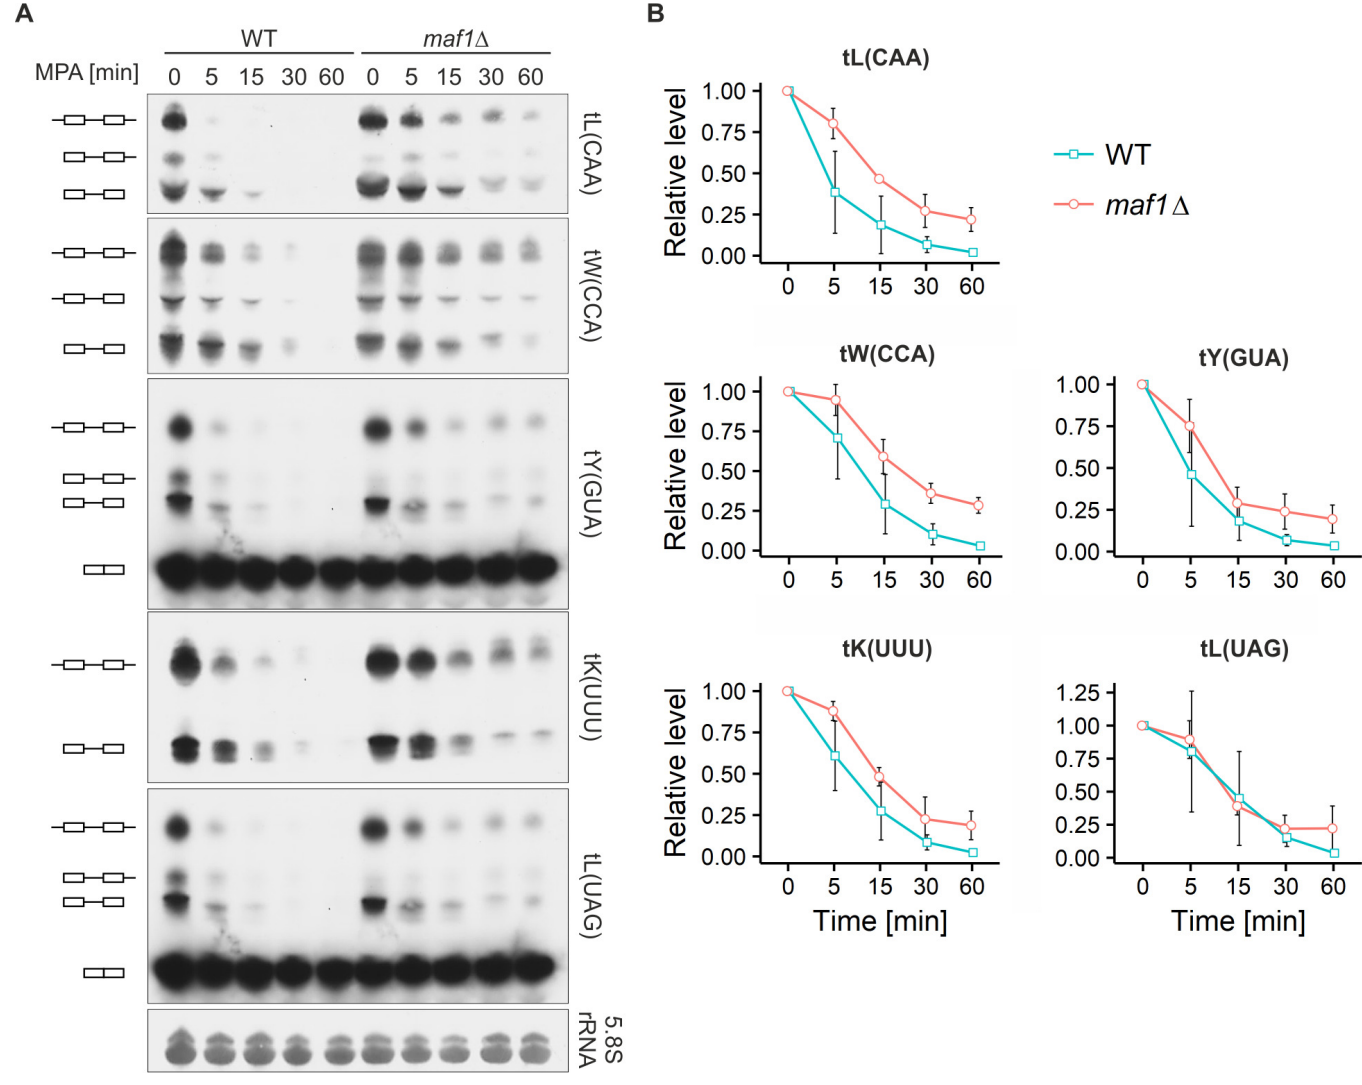 A
WT
maf1Δ
MPA [min]
0 5 15 30 60 0 5 15 30 60
tL(CAA)
tW(CCA)
tY(GUA)
tK(UUU)
tL(UAG)
5.8S
rRNA
B
tL(CAA)
Relative level
1.00
0.75
0.50
0.25
0.00
0 5 15 30 60
WT
maf1Δ
tW(CCA)
Relative level
1.00
0.75
0.50
0.25
0.00
0 5 15 30 60
tY(GUA)
1.00
0.75
0.50
0.25
0.00
0 5 15 30 60
tK(UUU)
Relative level
1.00
0.75
0.50
0.25
0.00
0 5 15 30 60
Time [min]
tL(UAG)
1.25
1.00
0.75
0.50
0.25
0.00
0 5 15 30 60
Time [min]